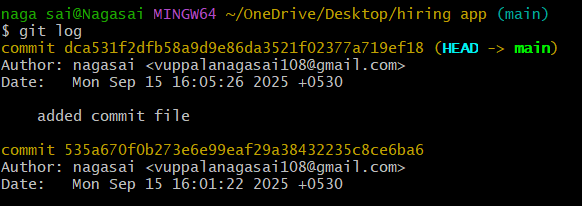 naga sai@Nagasai MINGW64 ~/OneDrive/Desktop/hiring app (main)
$ git log
commit dca531f2dfb58a9d9e86da3521f02377a719ef18 (HEAD -> main)
Author: nagasai <vuppalanagasai108@gmail.com>
Date:   Mon Sep 15 16:05:26 2025 +0530
    added commit file
commit 535a670f0b273e6e99eaf29a38432235c8ce6ba6
Author: nagasai <vuppalanagasai108@gmail.com>
Date:   Mon Sep 15 16:01:22 2025 +0530